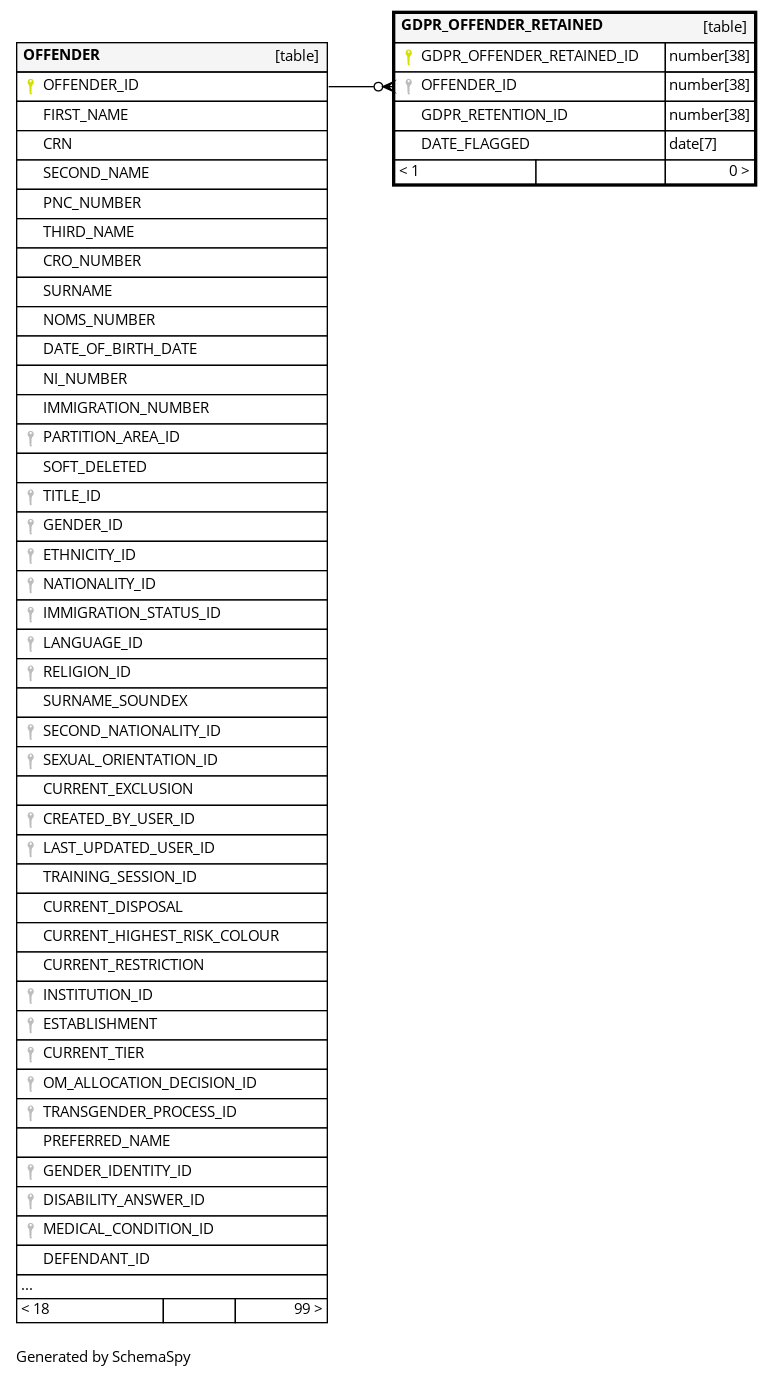 OFFENDER [table]
OFFENDER_ID
FIRST_NAME
CRN
SECOND_NAME
PNC_NUMBER
THIRD_NAME
CRO_NUMBER
SURNAME
NOMS_NUMBER
DATE_OF_BIRTH_DATE
NI_NUMBER
IMMIGRATION_NUMBER
PARTITION_AREA_ID
SOFT_DELETED
TITLE_ID
GENDER_ID
ETHNICITY_ID
NATIONALITY_ID
IMMIGRATION_STATUS_ID
LANGUAGE_ID
RELIGION_ID
SURNAME_SOUNDEX
SECOND_NATIONALITY_ID
SEXUAL_ORIENTATION_ID
CURRENT_EXCLUSION
CREATED_BY_USER_ID
LAST_UPDATED_USER_ID
TRAINING_SESSION_ID
CURRENT_DISPOSAL
CURRENT_HIGHEST_RISK_COLOUR
CURRENT_RESTRICTION
INSTITUTION_ID
ESTABLISHMENT
CURRENT_TIER
OM_ALLOCATION_DECISION_ID
TRANSGENDER_PROCESS_ID
PREFERRED_NAME
GENDER_IDENTITY_ID
DISABILITY_ANSWER_ID
MEDICAL_CONDITION_ID
DEFENDANT_ID
...
< 18 99 >
GDPR_OFFENDER_RETAINED [table]
GDPR_OFFENDER_RETAINED_ID number[38]
OFFENDER_ID number[38]
GDPR_RETENTION_ID number[38]
DATE_FLAGGED date[7]
< 1 0 >
Generated by SchemaSpy